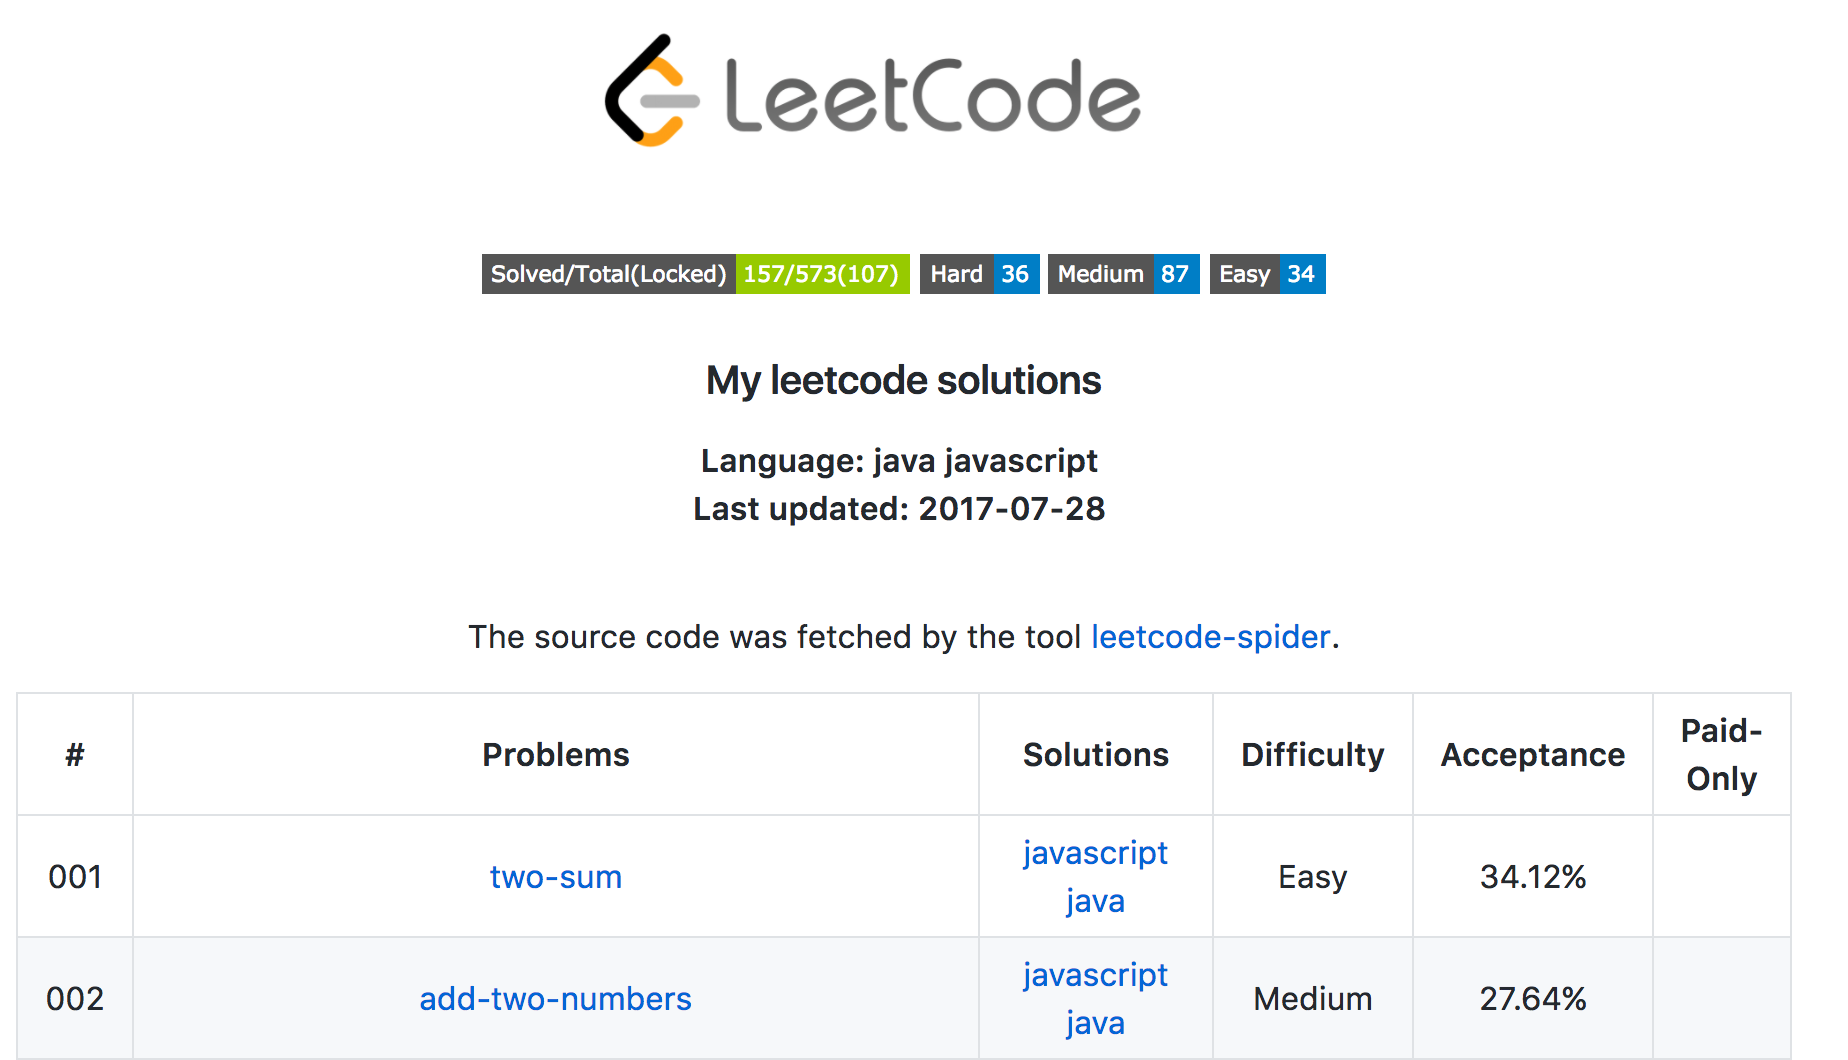 LeetCode
Solved/Total(Locked) 157/573(107) Hard 36 Medium 87 Easy 34
My leetcode solutions
Language: java javascript
Last updated: 2017-07-28
The source code was fetched by the tool leetcode-spider.
# Problems Solutions Difficulty Acceptance Paid-
Only
001 two-sum javascript
java Easy 34.12%
002 add-two-numbers javascript
java Medium 27.64%